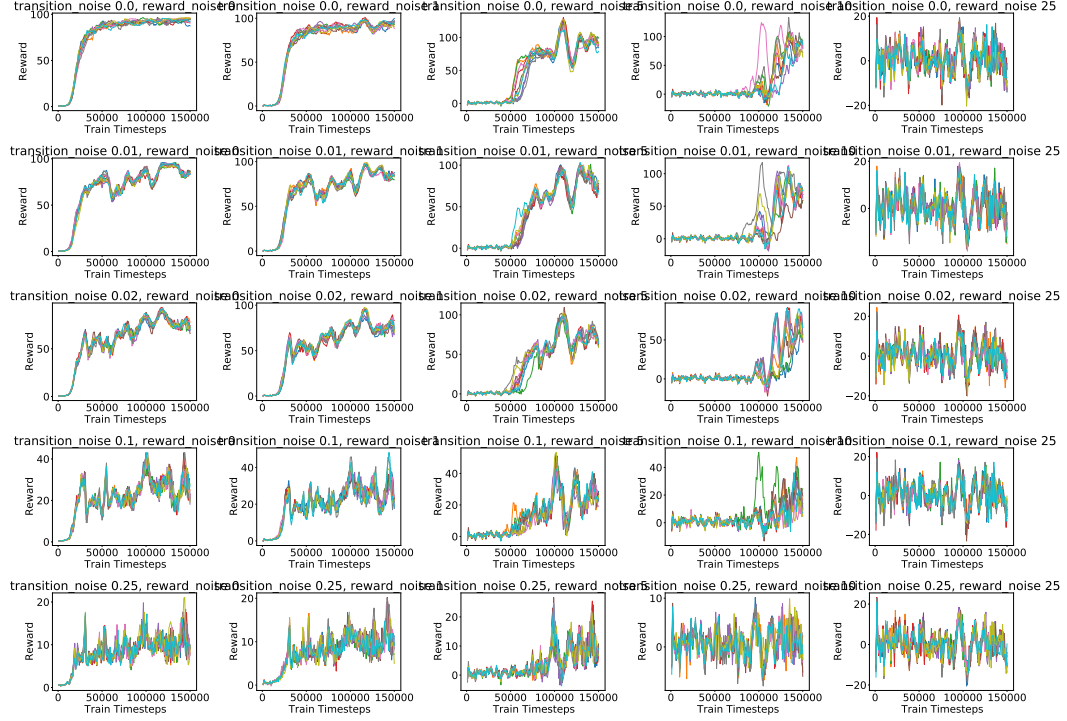 transition_noise 0.0, reward_noise 0
100
50
0
Reward
0 50000 100000 150000
Train Timesteps
transition_noise 0.0, reward_noise 1
100
50
0
Reward
0 50000 100000 150000
Train Timesteps
transition_noise 0.0, reward_noise 5
100
50
0
Reward
0 50000 100000 150000
Train Timesteps
transition_noise 0.0, reward_noise 10
100
50
0
Reward
0 50000 100000 150000
Train Timesteps
transition_noise 0.0, reward_noise 25
20
0
−20
Reward
0 50000 100000 150000
Train Timesteps
transition_noise 0.01, reward_noise 0
100
50
0
Reward
0 50000 100000 150000
Train Timesteps
transition_noise 0.01, reward_noise 1
100
50
0
Reward
0 50000 100000 150000
Train Timesteps
transition_noise 0.01, reward_noise 5
100
50
0
Reward
0 50000 100000 150000
Train Timesteps
transition_noise 0.01, reward_noise 10
100
50
0
Reward
0 50000 100000 150000
Train Timesteps
transition_noise 0.01, reward_noise 25
20
0
−20
Reward
0 50000 100000 150000
Train Timesteps
transition_noise 0.02, reward_noise 0
50
0
Reward
0 50000 100000 150000
Train Timesteps
transition_noise 0.02, reward_noise 1
100
50
0
Reward
0 50000 100000 150000
Train Timesteps
transition_noise 0.02, reward_noise 5
100
50
0
Reward
0 50000 100000 150000
Train Timesteps
transition_noise 0.02, reward_noise 10
50
0
Reward
0 50000 100000 150000
Train Timesteps
transition_noise 0.02, reward_noise 25
20
0
−20
Reward
0 50000 100000 150000
Train Timesteps
transition_noise 0.1, reward_noise 0
40
20
0
Reward
0 50000 100000 150000
Train Timesteps
transition_noise 0.1, reward_noise 1
40
20
0
Reward
0 50000 100000 150000
Train Timesteps
transition_noise 0.1, reward_noise 5
40
20
0
Reward
0 50000 100000 150000
Train Timesteps
transition_noise 0.1, reward_noise 10
40
20
0
Reward
0 50000 100000 150000
Train Timesteps
transition_noise 0.1, reward_noise 25
20
0
−20
Reward
0 50000 100000 150000
Train Timesteps
transition_noise 0.25, reward_noise 0
20
10
0
Reward
0 50000 100000 150000
Train Timesteps
transition_noise 0.25, reward_noise 1
20
10
0
Reward
0 50000 100000 150000
Train Timesteps
transition_noise 0.25, reward_noise 5
20
10
0
Reward
0 50000 100000 150000
Train Timesteps
transition_noise 0.25, reward_noise 10
10
0
Reward
0 50000 100000 150000
Train Timesteps
transition_noise 0.25, reward_noise 25
20
0
−20
Reward
0 50000 100000 150000
Train Timesteps